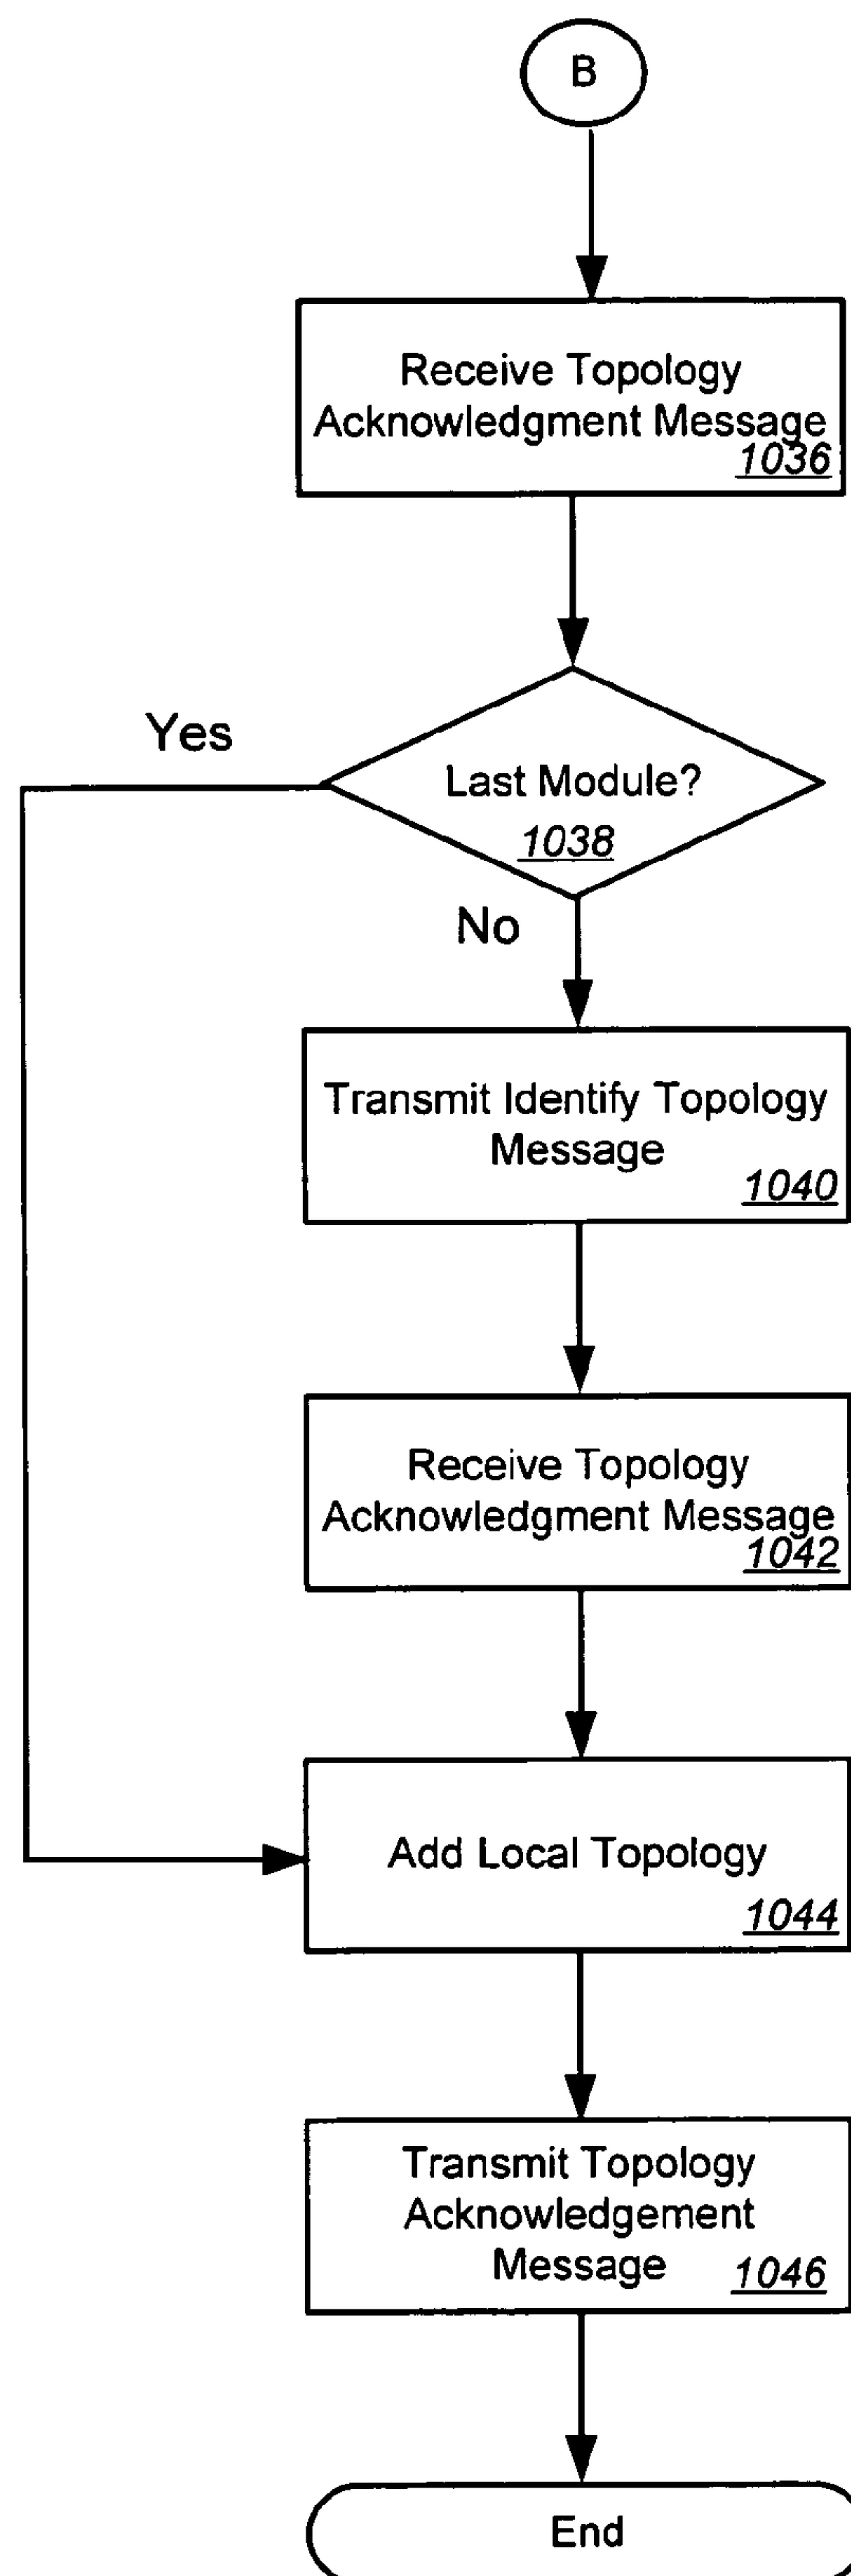 B
Receive Topology
Acknowledgment Message
1036
Yes
Last Module?
1038
No
Transmit Identify Topology
Message
1040
Receive Topology
Acknowledgment Message
1042
Add Local Topology
1044
Transmit Topology
Acknowledgement
Message
1046
End